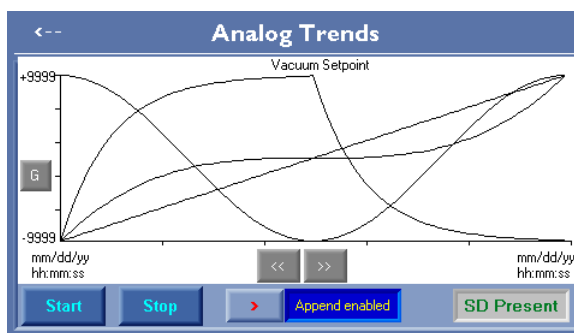 <-- Analog Trends
Vacuum Setpoint
+9999
G
-9999
mm/dd/yy mm/dd/yy
hh:mm:ss << >> hh:mm:ss
Start Stop > Append enabled SD Present